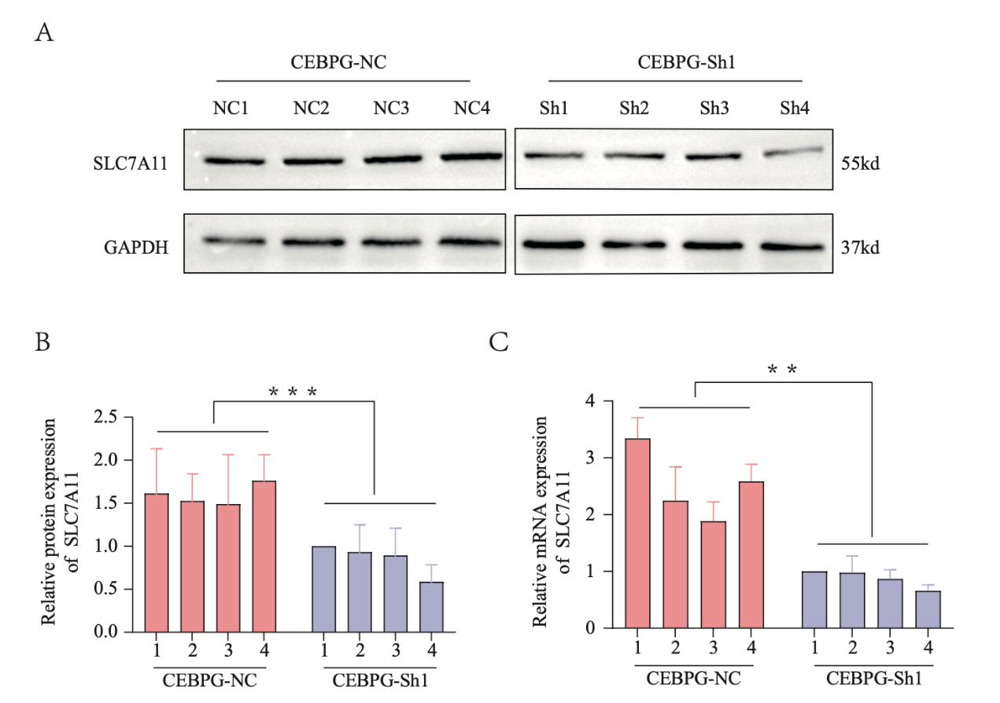 A
CEBPG-NC CEBPG-Sh1
NC1 NC2 NC3 NC4 Sh1 Sh2 Sh3 Sh4
SLC7A11 55kd
GAPDH 37kd
B
Relative protein expression
of SLC7A11
* * *
2.5
2.0
1.5
1.0
0.5
0.0
1 2 3 4 1 2 3 4
CEBPG-NC CEBPG-Sh1
C
Relative mRNA expression
of SLC7A11
* *
4
3
2
1
0
1 2 3 4 1 2 3 4
CEBPG-NC CEBPG-Sh1